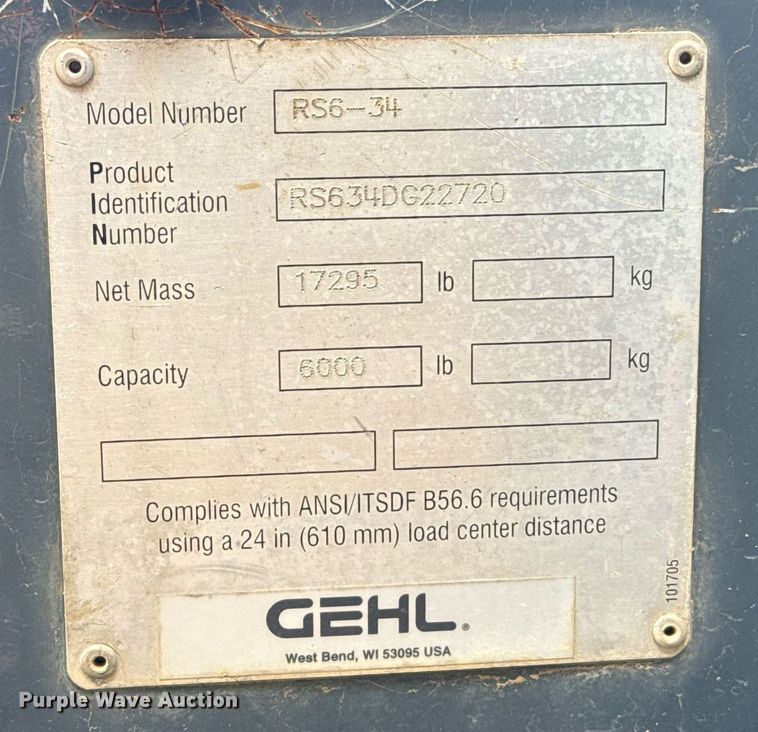 Model Number RS6-34
Product
Identification RS634DG22720
Number
Net Mass 17295 lb kg
Capacity 6000 lb kg
Complies with ANSI/ITSDF B56.6 requirements
using a 24 in (610 mm) load center distance
101705
GEHL®
West Bend, WI 53095 USA
Purple Wave Auction